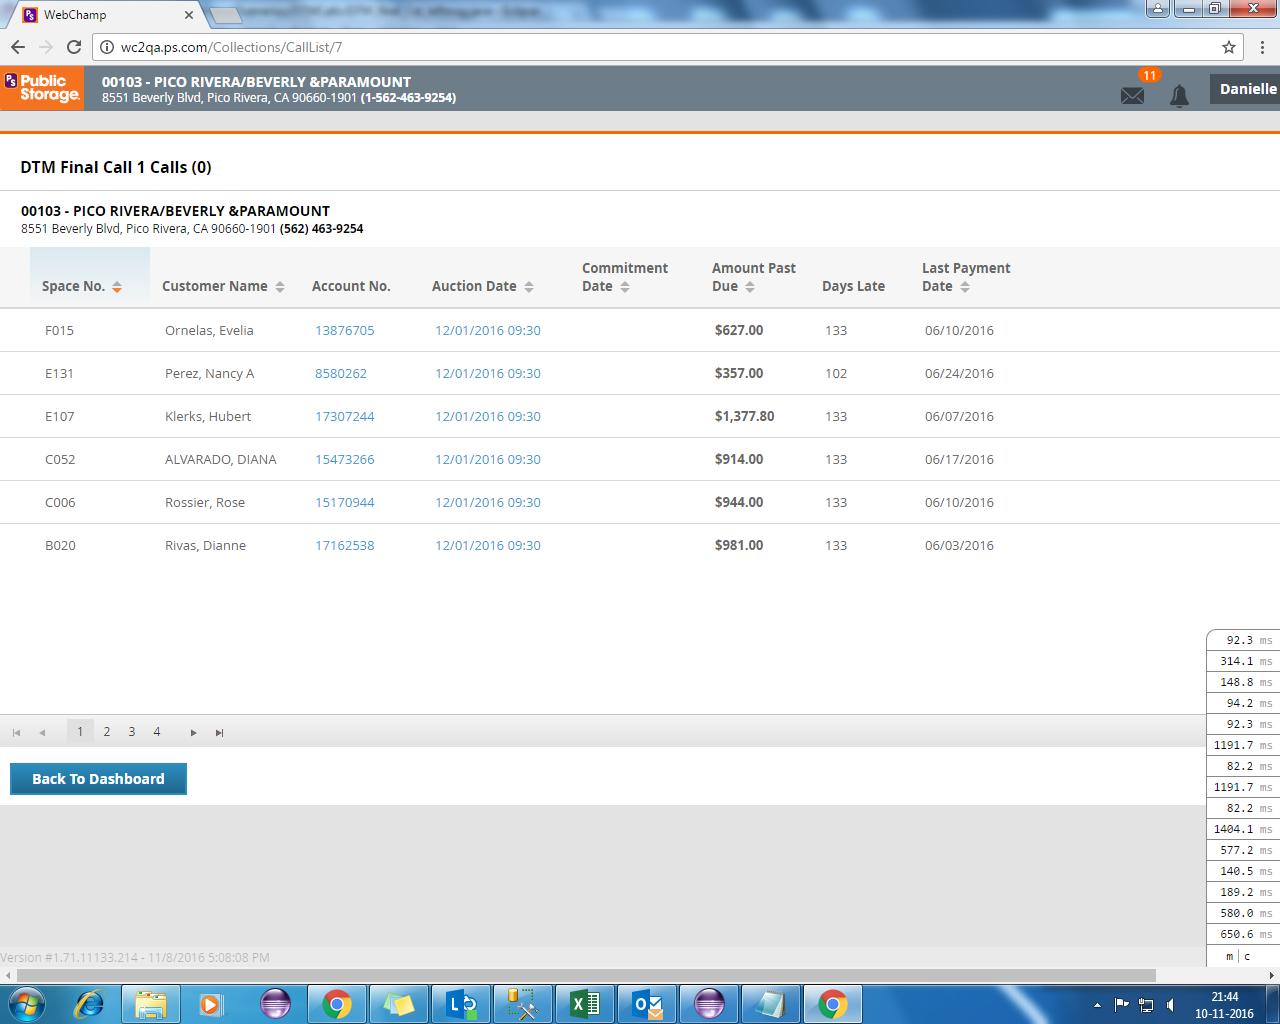 WebChamp
wc2qa.ps.com/Collections/CallList/7
PS Public Storage.
00103 - PICO RIVERA/BEVERLY &PARAMOUNT
8551 Beverly Blvd, Pico Rivera, CA 90660-1901 (1-562-463-9254)
11
Danielle
DTM Final Call 1 Calls (0)
00103 - PICO RIVERA/BEVERLY &PARAMOUNT
8551 Beverly Blvd, Pico Rivera, CA 90660-1901 (562) 463-9254
Space No. Customer Name Account No. Auction Date Commitment Date Amount Past Due Days Late Last Payment Date
F015 Ornelas, Evelia 13876705 12/01/2016 09:30 $627.00 133 06/10/2016
E131 Perez, Nancy A 8580262 12/01/2016 09:30 $357.00 102 06/24/2016
E107 Klerks, Hubert 17307244 12/01/2016 09:30 $1,377.80 133 06/07/2016
C052 ALVARADO, DIANA 15473266 12/01/2016 09:30 $914.00 133 06/17/2016
C006 Rossier, Rose 15170944 12/01/2016 09:30 $944.00 133 06/10/2016
B020 Rivas, Dianne 17162538 12/01/2016 09:30 $981.00 133 06/03/2016
92.3 ms
314.1 ms
148.8 ms
94.2 ms
92.3 ms
1191.7 ms
82.2 ms
1191.7 ms
82.2 ms
1404.1 ms
577.2 ms
140.5 ms
189.2 ms
580.0 ms
650.6 ms
m c
1 2 3 4
Back To Dashboard
Version #1.71.11133.214 - 11/8/2016 5:08:08 PM
21:44
10-11-2016